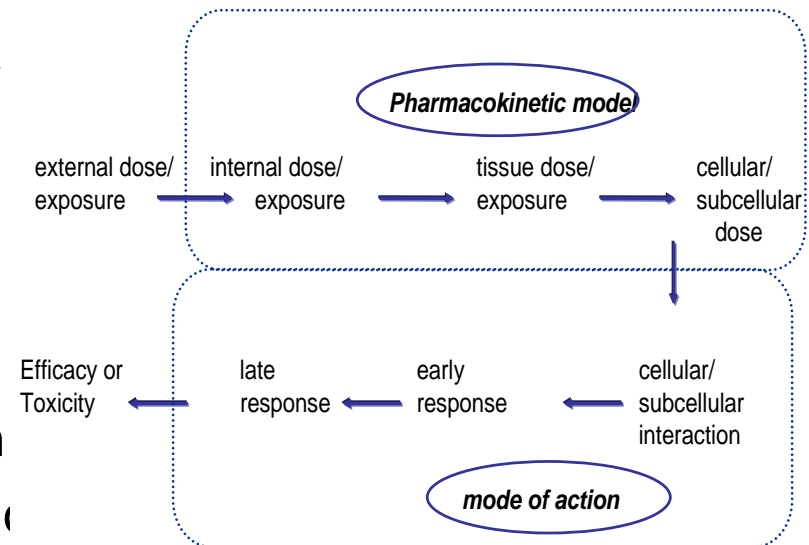 Pharmacokinetic model
external dose/
exposure
internal dose/
exposure
tissue dose/
exposure
cellular/
subcellular
dose
Efficacy or
Toxicity
late
response
early
response
cellular/
subcellular
interaction
mode of action